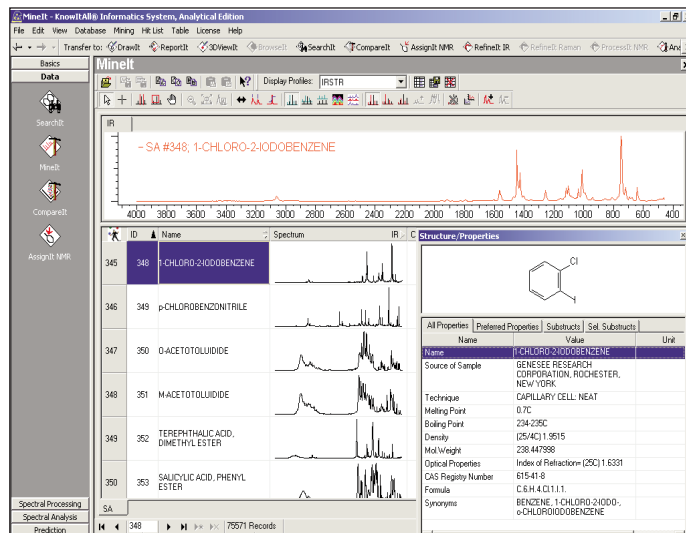 MineIt - KnowItAll® Informatics System, Analytical Edition
File Edit View Database Mining Hit List Table License Help
Transfer to: DrawIt ReportIt 3DViewIt BrowseIt SearchIt CompareIt AssignIt NMR RefineIt IR RefineIt Raman ProcessIt NMR
Basics
Data
SearchIt
MineIt
CompareIt
AssignIt NMR
Spectral Processing
Spectral Analysis
Prediction
MineIt
Display Profiles: IRSTR
IR
- SA #348; 1-CHLORO-2-IODOBENZENE
4000 3800 3600 3400 3200 3000 2800 2600 2400 2200 2000 1800 1600 1400 1200 1000 800 600 400
ID Name Spectrum IR C
345 348 1-CHLORO-2-IODOBENZENE
346 349 p-CHLOROBENZONITRILE
347 350 O-ACETOTOLUIDIDE
348 351 M-ACETOTOLUIDIDE
349 352 TEREPHTHALIC ACID, DIMETHYL ESTER
350 353 SALICYLIC ACID, PHENYL ESTER
SA
348 75571 Records
Structure/Properties
Cl
I
All Properties Preferred Properties Substructs Sel. Substructs
Name Value Unit
Name 1-CHLORO-2-IODOBENZENE
Source of Sample GENESEE RESEARCH
CORPORATION, ROCHESTER,
NEW YORK
Technique CAPILLARY CELL: NEAT
Melting Point 0.7C
Boiling Point 234-235C
Density (25/4C) 1.9515
Mol.Weight 238.447998
Optical Properties Index of Refraction= (25C) 1.6331
CAS Registry Number 615-41-8
Formula C.6.H.4.Cl.1.I.1.
Synonyms BENZENE, 1-CHLORO-2-IODO-,
o-CHLOROIODOBENZENE